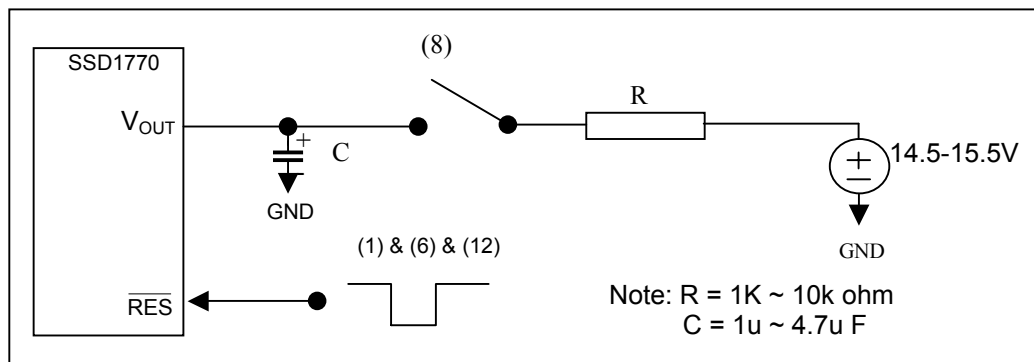 SSD1770
(8)
R
VOUT
+
C
14.5-15.5V
GND
(1) & (6) & (12)
GND
RES
Note: R = 1K ~ 10k ohm
C = 1u ~ 4.7u F